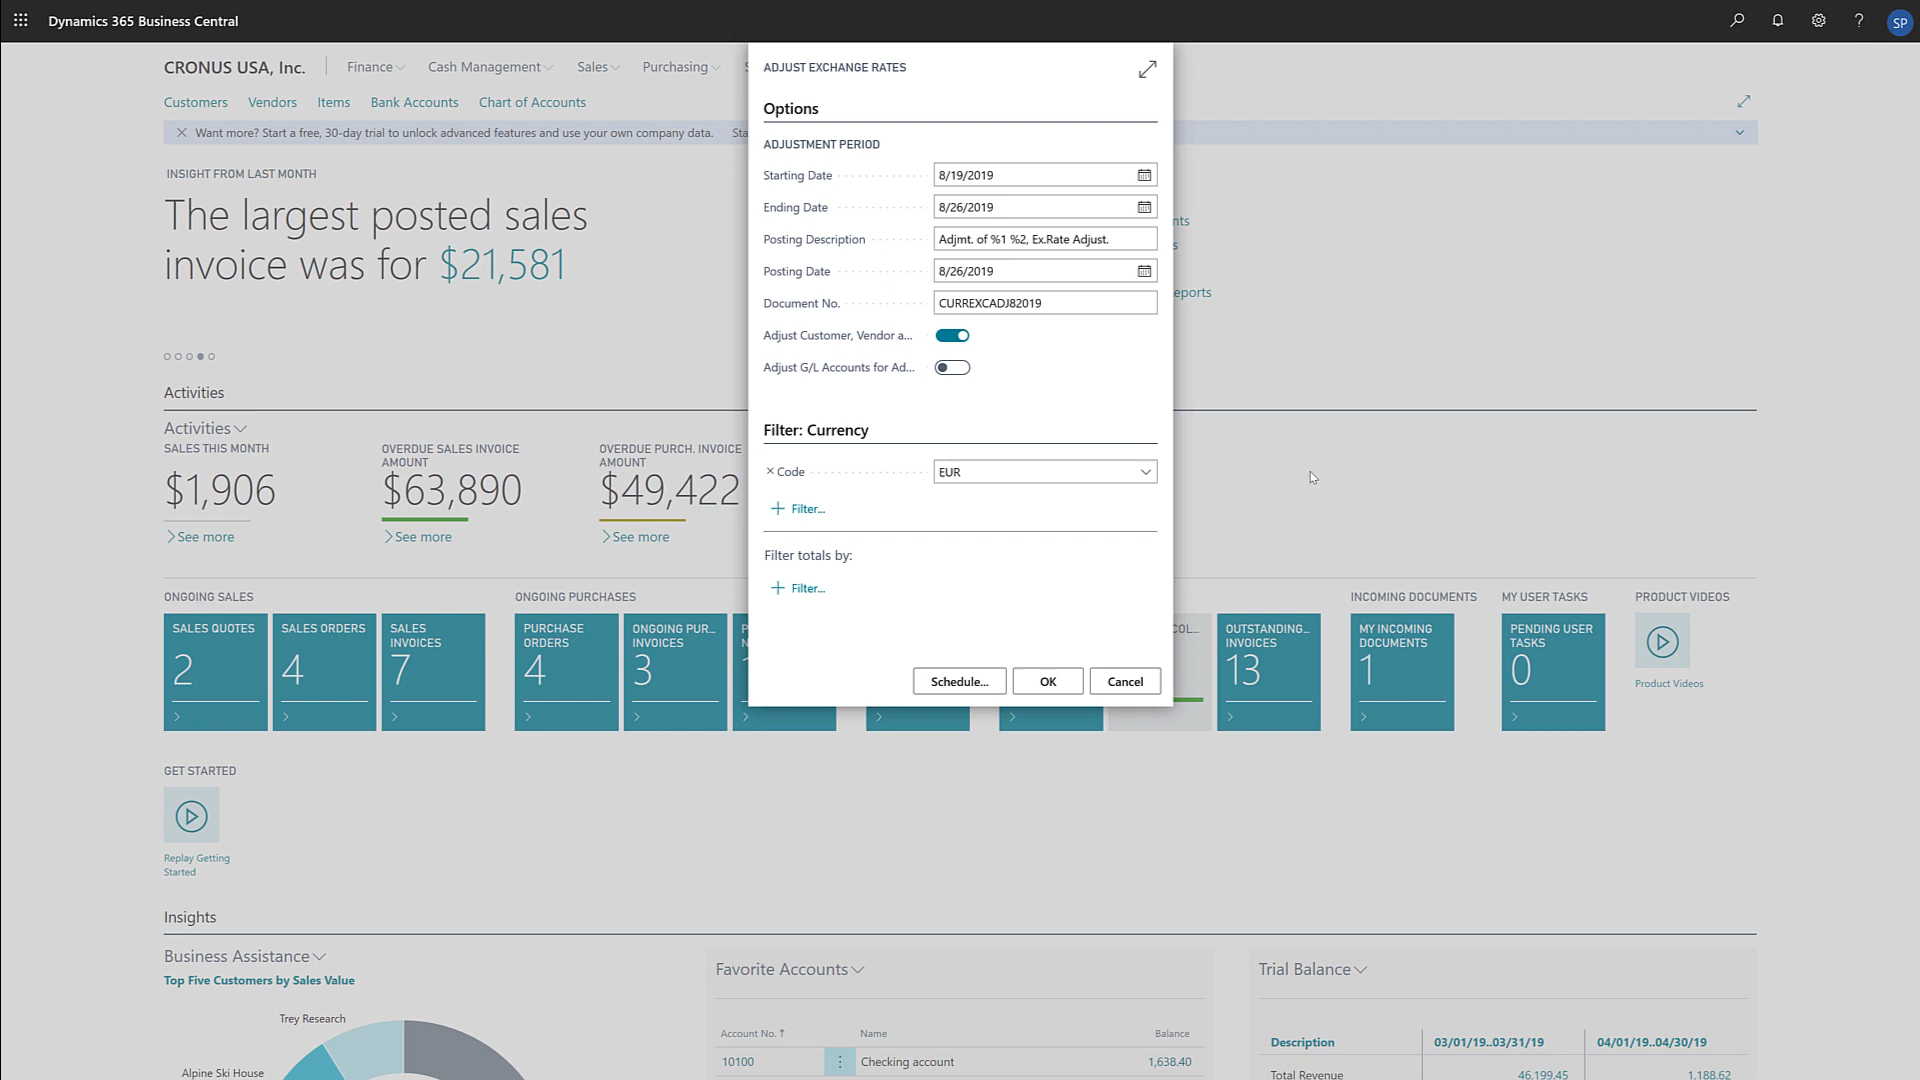 Dynamics 365 Business Central
SP
CRONUS USA, Inc.
Finance
Cash Management
Sales
Purchasing
Customers
Vendors
Items
Bank Accounts
Chart of Accounts
Want more? Start a free, 30-day trial to unlock advanced features and use your own company data.
INSIGHT FROM LAST MONTH
The largest posted sales
invoice was for $21,581
ADJUST EXCHANGE RATES
Options
ADJUSTMENT PERIOD
Starting Date
8/19/2019
Ending Date
8/26/2019
Posting Description
Adjmt. of %1 %2, Ex.Rate Adjust.
Posting Date
8/26/2019
Document No.
CURREXCADJ82019
Adjust Customer, Vendor a...
Adjust G/L Accounts for Ad...
Filter: Currency
× Code
EUR
+ Filter...
Filter totals by:
+ Filter...
Schedule...
OK
Cancel
Activities
Activities
SALES THIS MONTH
$1,906
See more
OVERDUE SALES INVOICE
AMOUNT
$63,890
See more
OVERDUE PURCH. INVOICE
AMOUNT
$49,422
See more
ONGOING SALES
SALES QUOTES
2
SALES ORDERS
4
SALES
INVOICES
7
ONGOING PURCHASES
PURCHASE
ORDERS
4
ONGOING PUR...
INVOICES
3
OUTSTANDING...
INVOICES
13
INCOMING DOCUMENTS
MY INCOMING
DOCUMENTS
1
MY USER TASKS
PENDING USER
TASKS
0
PRODUCT VIDEOS
Product Videos
GET STARTED
Replay Getting
Started
Insights
Business Assistance
Top Five Customers by Sales Value
Trey Research
Alpine Ski House
Favorite Accounts
Account No. ↑
Name
Balance
10100
Checking account
1,638.40
Trial Balance
Description
03/01/19..03/31/19
04/01/19..04/30/19
Total Revenue
46,199.45
1,188.62